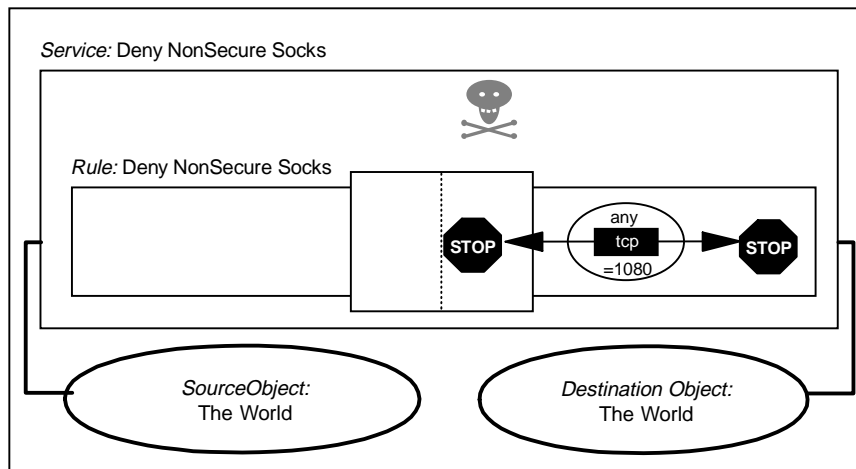 Service: Deny NonSecure Socks
Rule: Deny NonSecure Socks
any
STOP
tcp
STOP
=1080
SourceObject:
The World
Destination Object:
The World